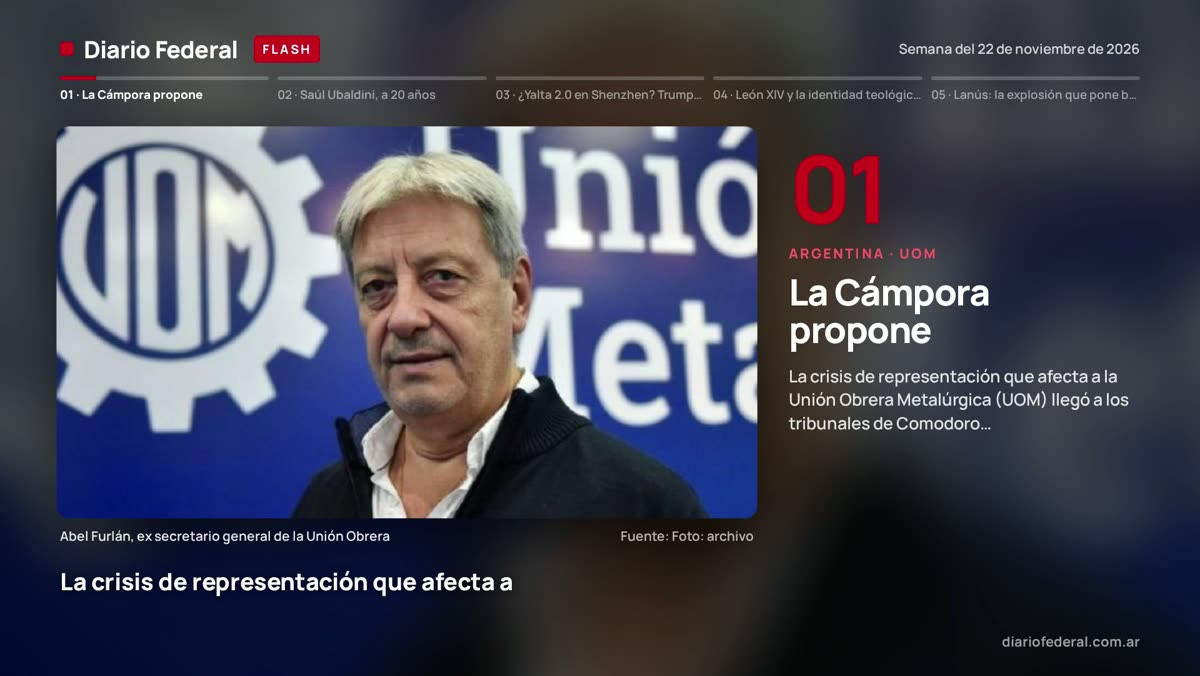 Diario Federal
FLASH
Semana del 22 de noviembre de 2026
01 · La Cámpora propone
02 · Saúl Ubaldini, a 20 años
03 · ¿Yalta 2.0 en Shenzhen? Trump...
04 · León XIV y la identidad teológic...
05 · Lanús: la explosión que pone b...
UOM
Unió
Meta
01
ARGENTINA · UOM
La Cámpora
propone
La crisis de representación que afecta a la
Unión Obrera Metalúrgica (UOM) llegó a los
tribunales de Comodoro...
Abel Furlán, ex secretario general de la Unión Obrera
Fuente: Foto: archivo
La crisis de representación que afecta a
diariofederal.com.ar